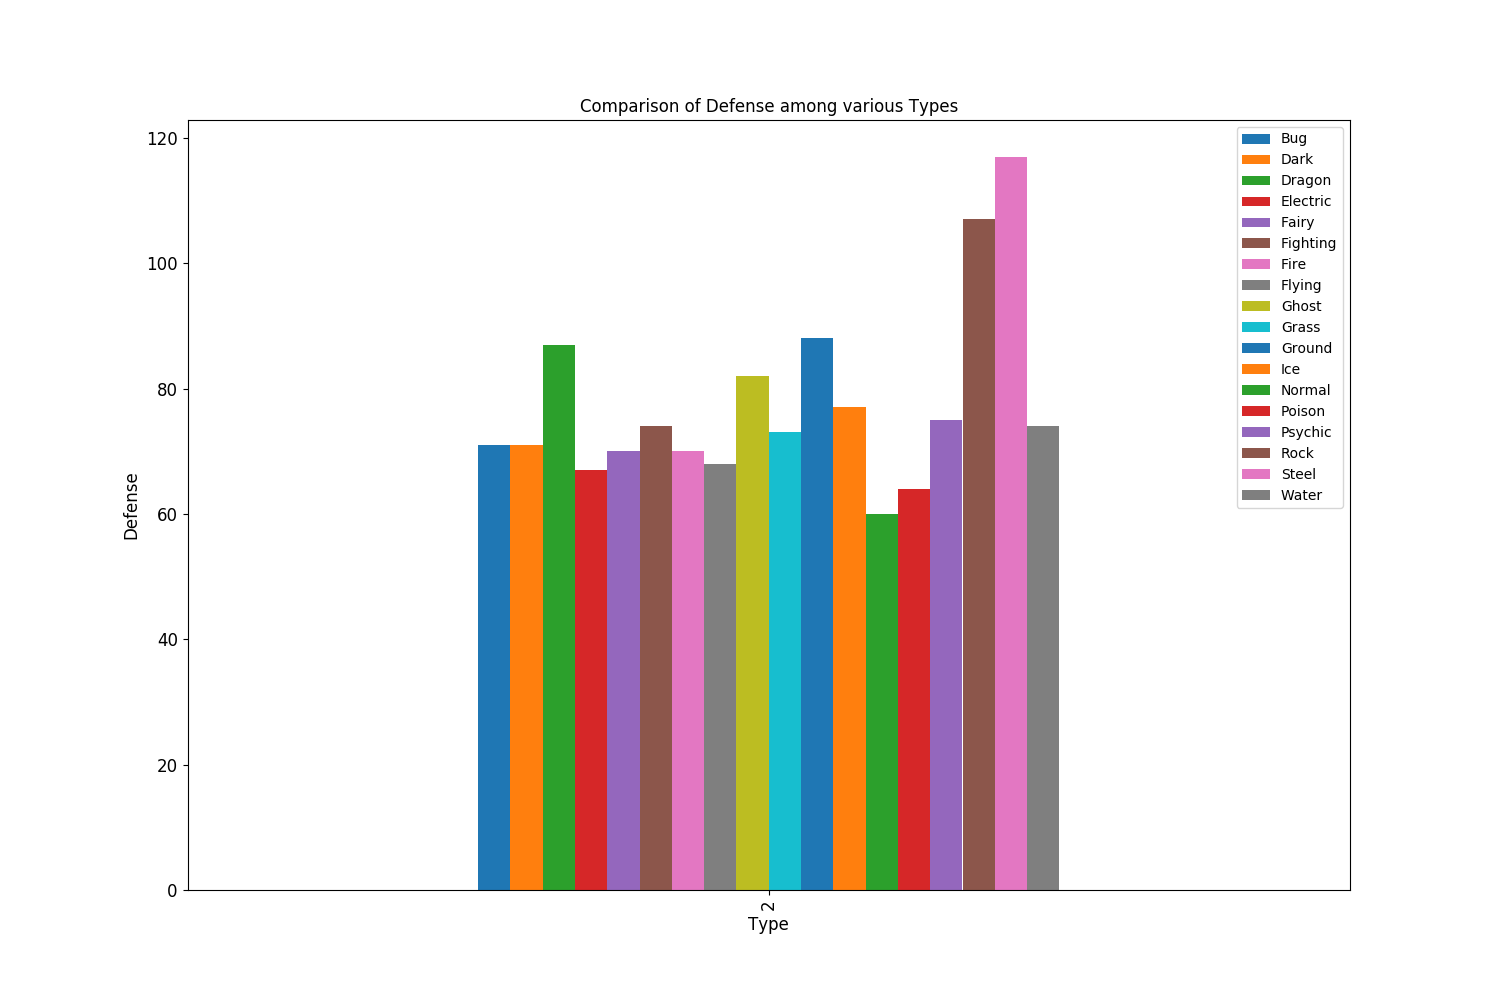 Comparison of Defense among various Types
120
100
80
60
40
20
0
Defense
2
Type
Bug
Dark
Dragon
Electric
Fairy
Fighting
Fire
Flying
Ghost
Grass
Ground
Ice
Normal
Poison
Psychic
Rock
Steel
Water